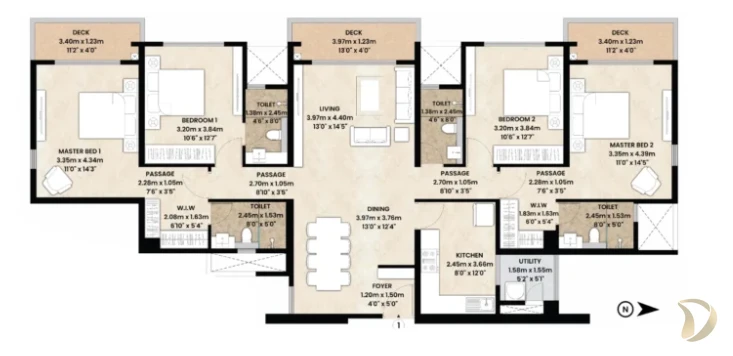 DECK
3.40m x 1.23m
11'2" x 4'0"
DECK
3.97m x 1.23m
13'0" x 4'0"
DECK
3.40m x 1.23m
11'2" x 4'0"
MASTER BED 1
3.35m x 4.34m
11'0" x 14'3"
BEDROOM 1
3.20m x 3.84m
10'6" x 12'7"
TOILET
1.38m x 2.45m
4'6" x 8'0"
LIVING
3.97m x 4.40m
13'0" x 14'5"
TOILET
1.38m x 2.45m
4'6" x 8'0"
BEDROOM 2
3.20m x 3.84m
10'6" x 12'7"
MASTER BED 2
3.35m x 4.39m
11'0" x 14'5"
PASSAGE
2.28m x 1.05m
7'6" x 3'5"
PASSAGE
2.70m x 1.05m
8'10" x 3'5"
PASSAGE
2.70m x 1.05m
8'10" x 3'5"
PASSAGE
2.28m x 1.05m
7'6" x 3'5"
W.I.W
2.08m x 1.63m
6'10" x 5'4"
TOILET
2.45m x 1.53m
8'0" x 5'0"
DINING
3.97m x 3.76m
13'0" x 12'4"
W.I.W
1.83m x 1.63m
6'0" x 5'4"
TOILET
2.45m x 1.53m
8'0" x 5'0"
KITCHEN
2.45m x 3.66m
8'0" x 12'0"
UTILITY
1.58m x 1.55m
5'2" x 5'1"
FOYER
1.20m x 1.50m
4'0" x 5'0"
1
N